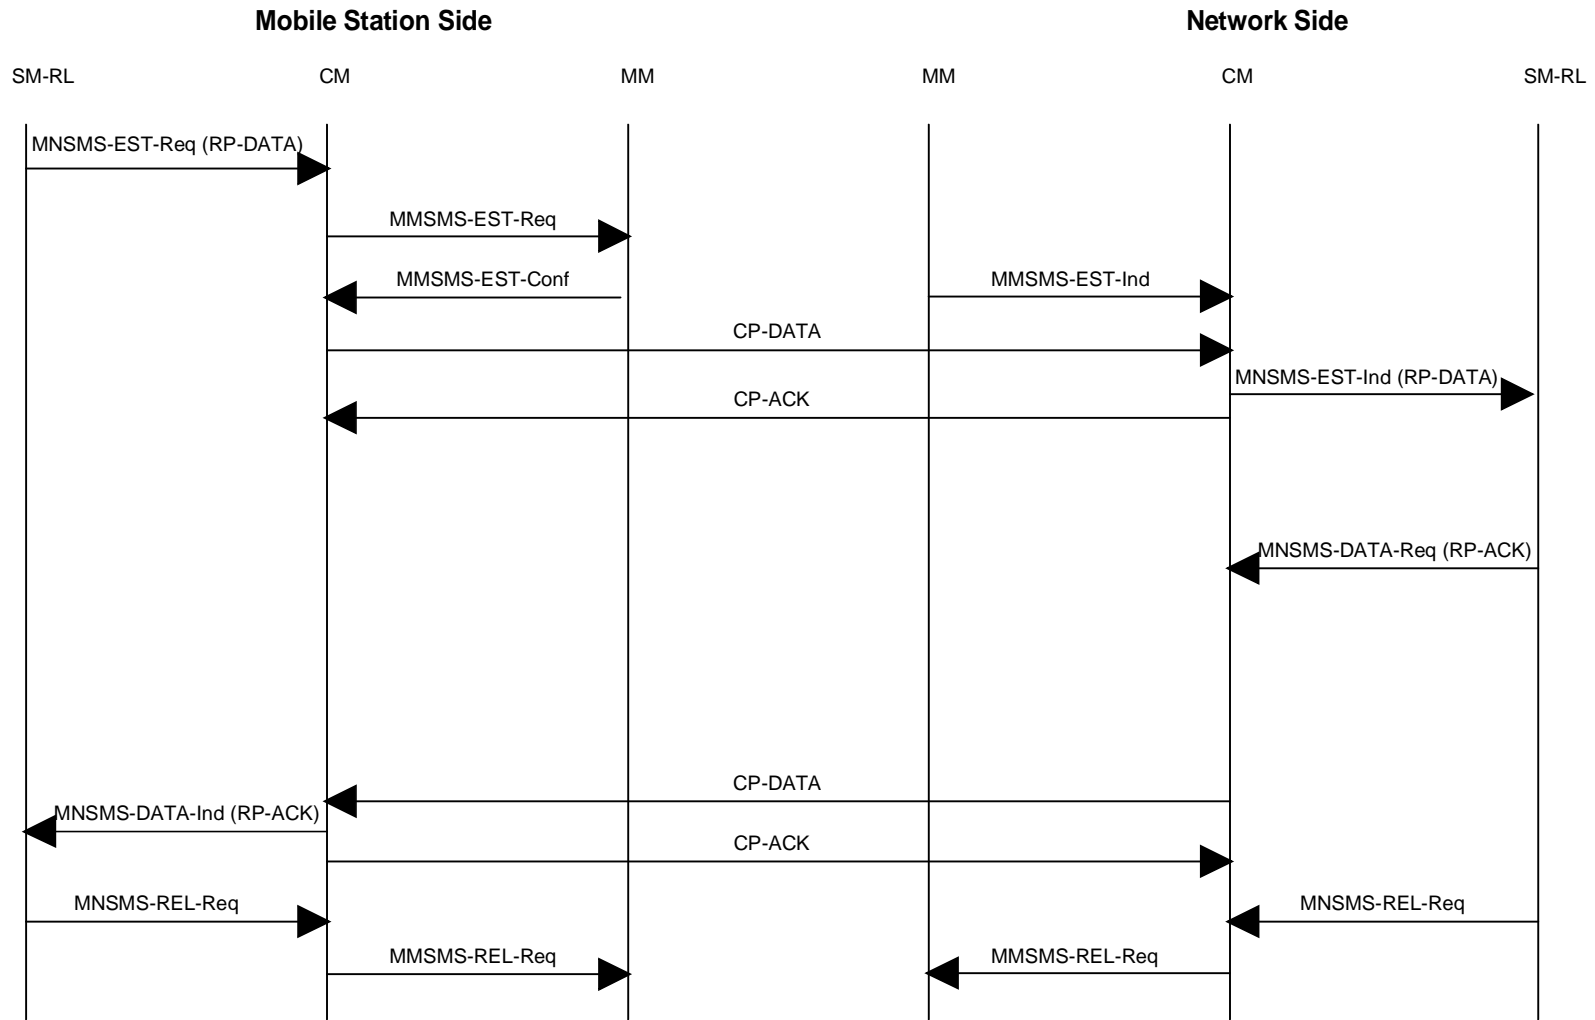 Mobile Station Side
Network Side
SM-RL
CM
MM
MM
CM
SM-RL
MNSMS-EST-Req (RP-DATA)
MMSMS-EST-Req
MMSMS-EST-Conf
MMSMS-EST-Ind
CP-DATA
MNSMS-EST-Ind (RP-DATA)
CP-ACK
MNSMS-DATA-Req (RP-ACK)
CP-DATA
MNSMS-DATA-Ind (RP-ACK)
CP-ACK
MNSMS-REL-Req
MNSMS-REL-Req
MMSMS-REL-Req
MMSMS-REL-Req